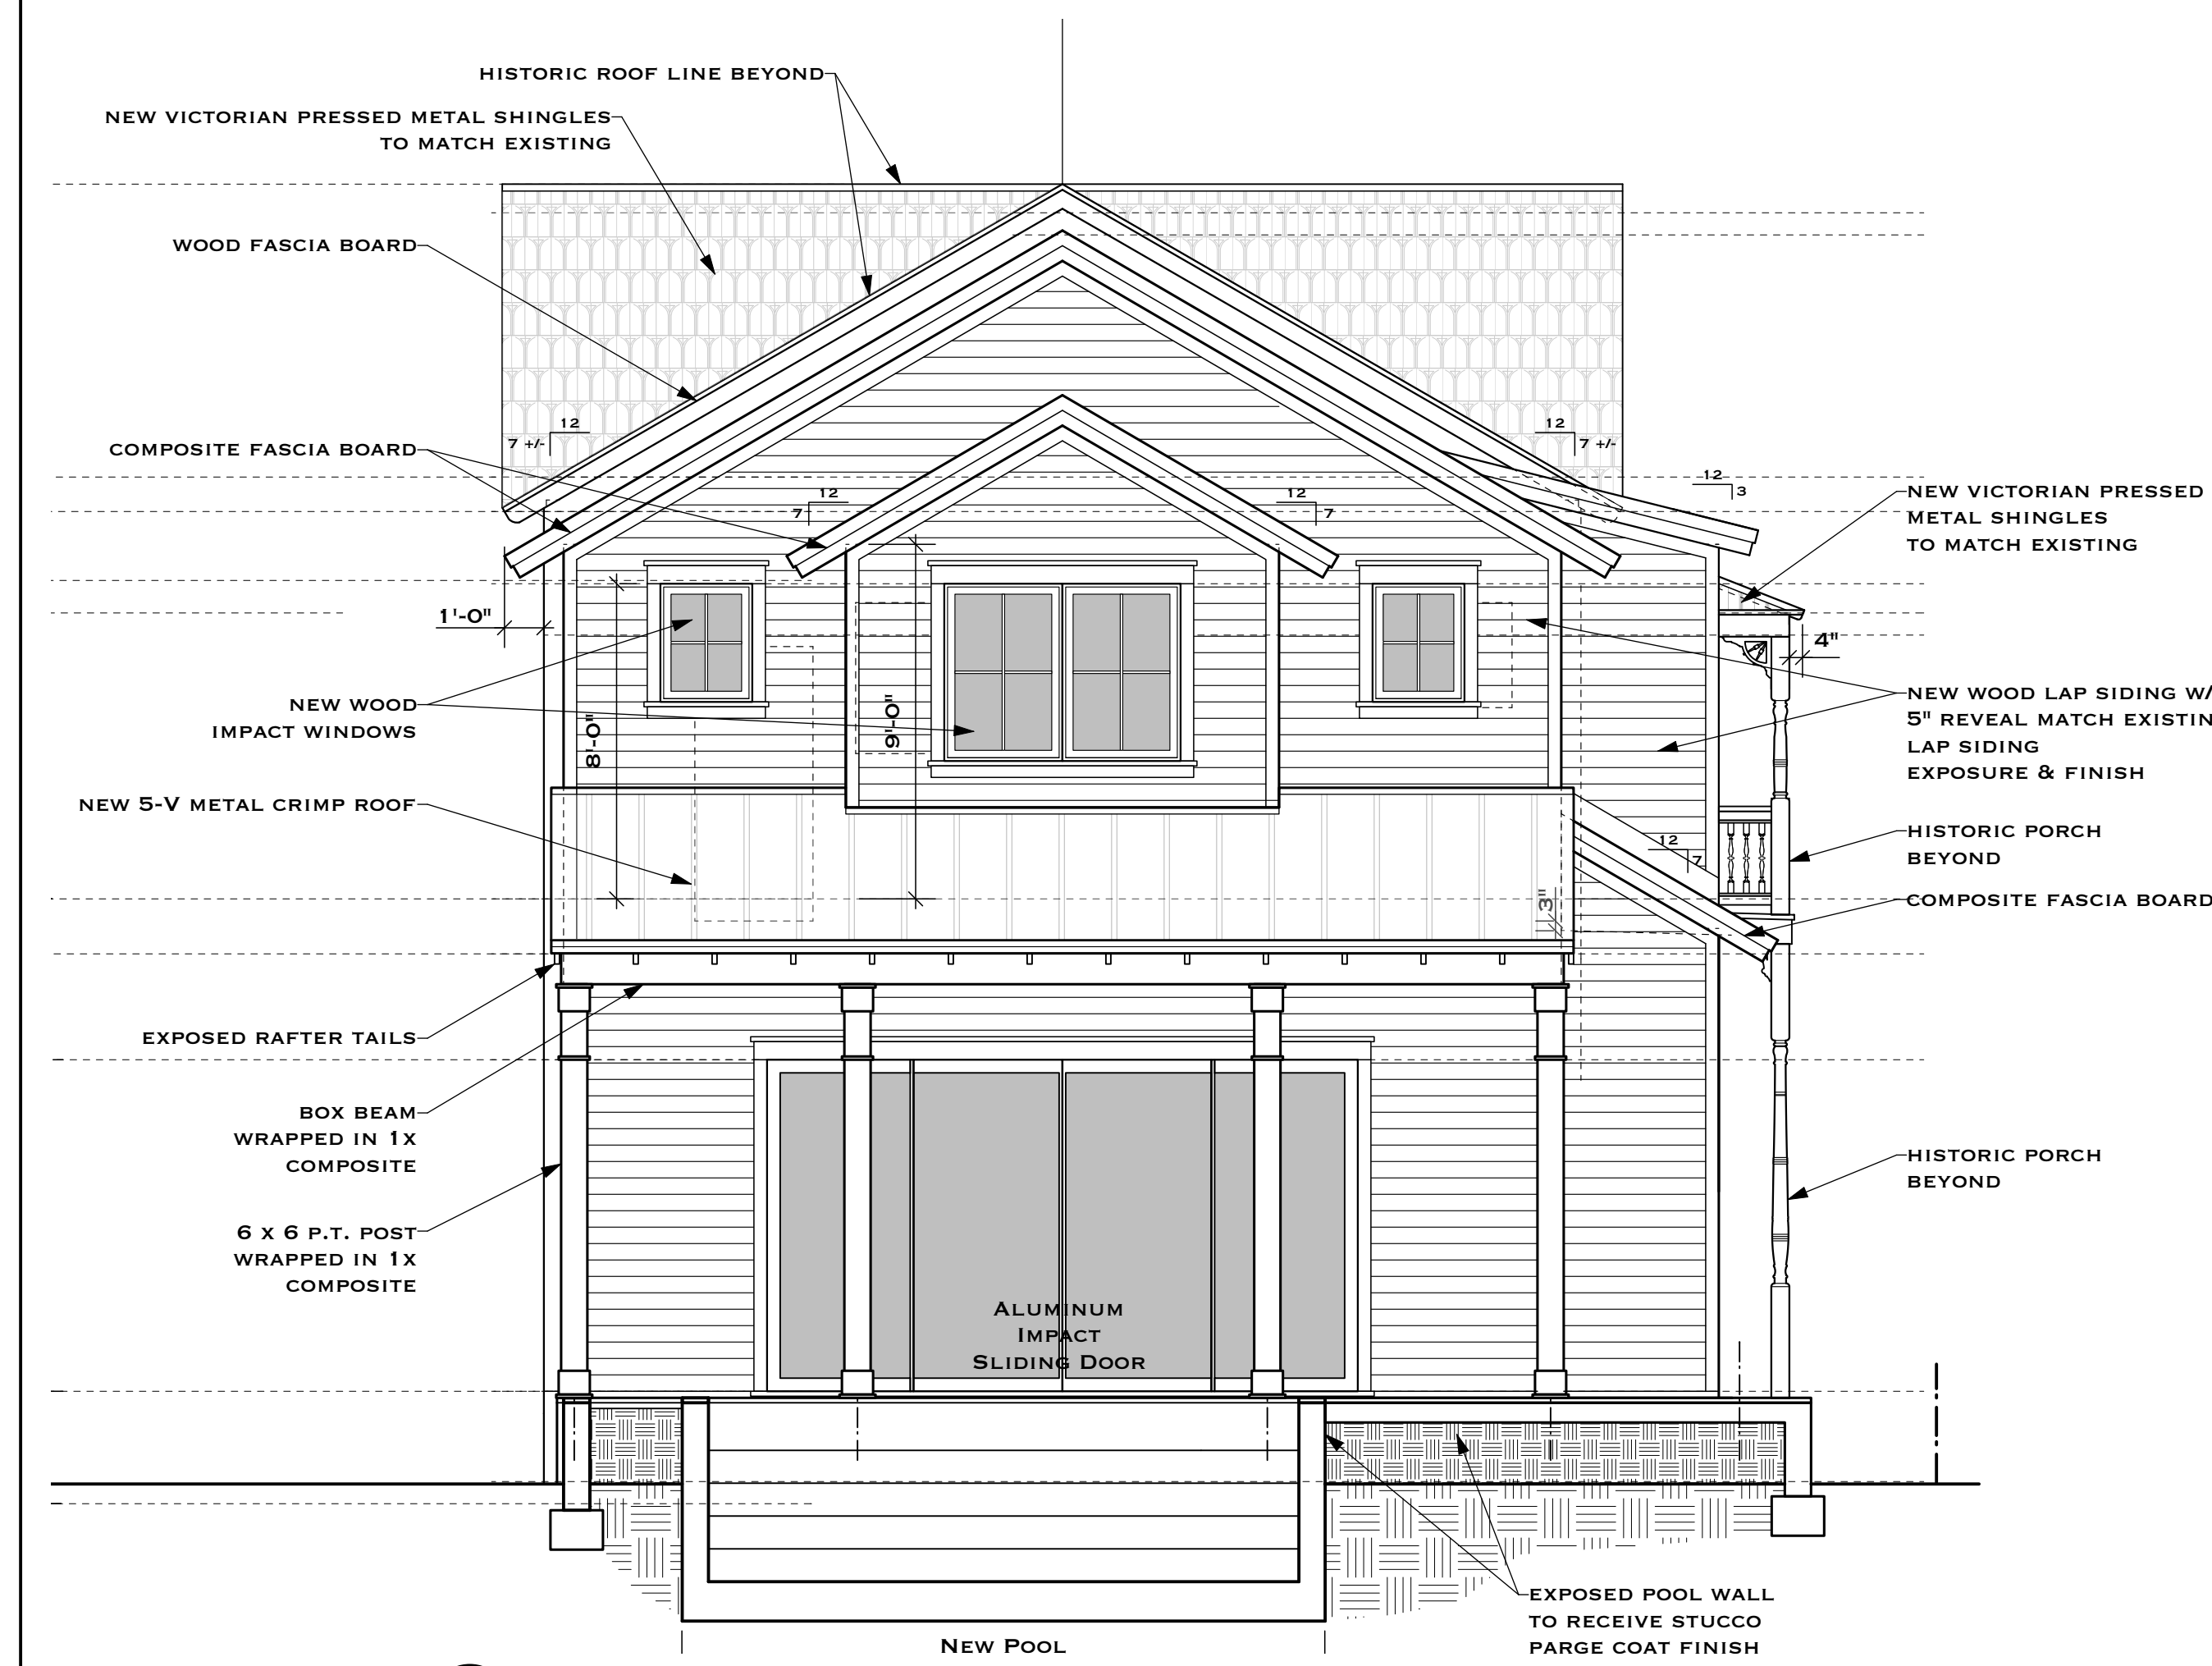 HISTORIC ROOF LINE BEYOND
NEW VICTORIAN PRESSED METAL SHINGLES
TO MATCH EXISTING
WOOD FASCIA BOARD
12
7 +/-
12
7 +/-
COMPOSITE FASCIA BOARD
12
7
12
7
12
3
NEW VICTORIAN PRESSED
METAL SHINGLES
TO MATCH EXISTING
1'-0"
4"
NEW WOOD
IMPACT WINDOWS
8'-0"
9'-0"
NEW WOOD LAP SIDING W/
5" REVEAL MATCH EXISTIN
LAP SIDING
EXPOSURE & FINISH
NEW 5-V METAL CRIMP ROOF
12
7
HISTORIC PORCH
BEYOND
3"
COMPOSITE FASCIA BOARD
EXPOSED RAFTER TAILS
BOX BEAM
WRAPPED IN 1X
COMPOSITE
HISTORIC PORCH
BEYOND
6 X 6 P.T. POST
WRAPPED IN 1X
COMPOSITE
ALUMINUM
IMPACT
SLIDING DOOR
EXPOSED POOL WALL
TO RECEIVE STUCCO
PARGE COAT FINISH
NEW POOL